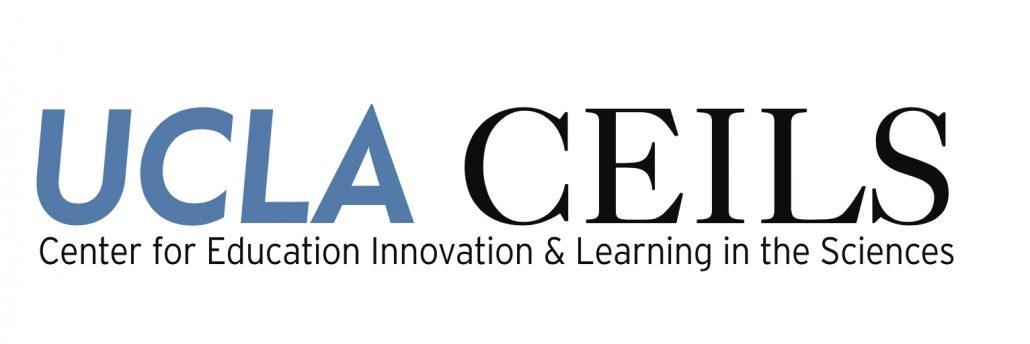 UCLA CEILS
Center for Education Innovation & Learning in the Sciences